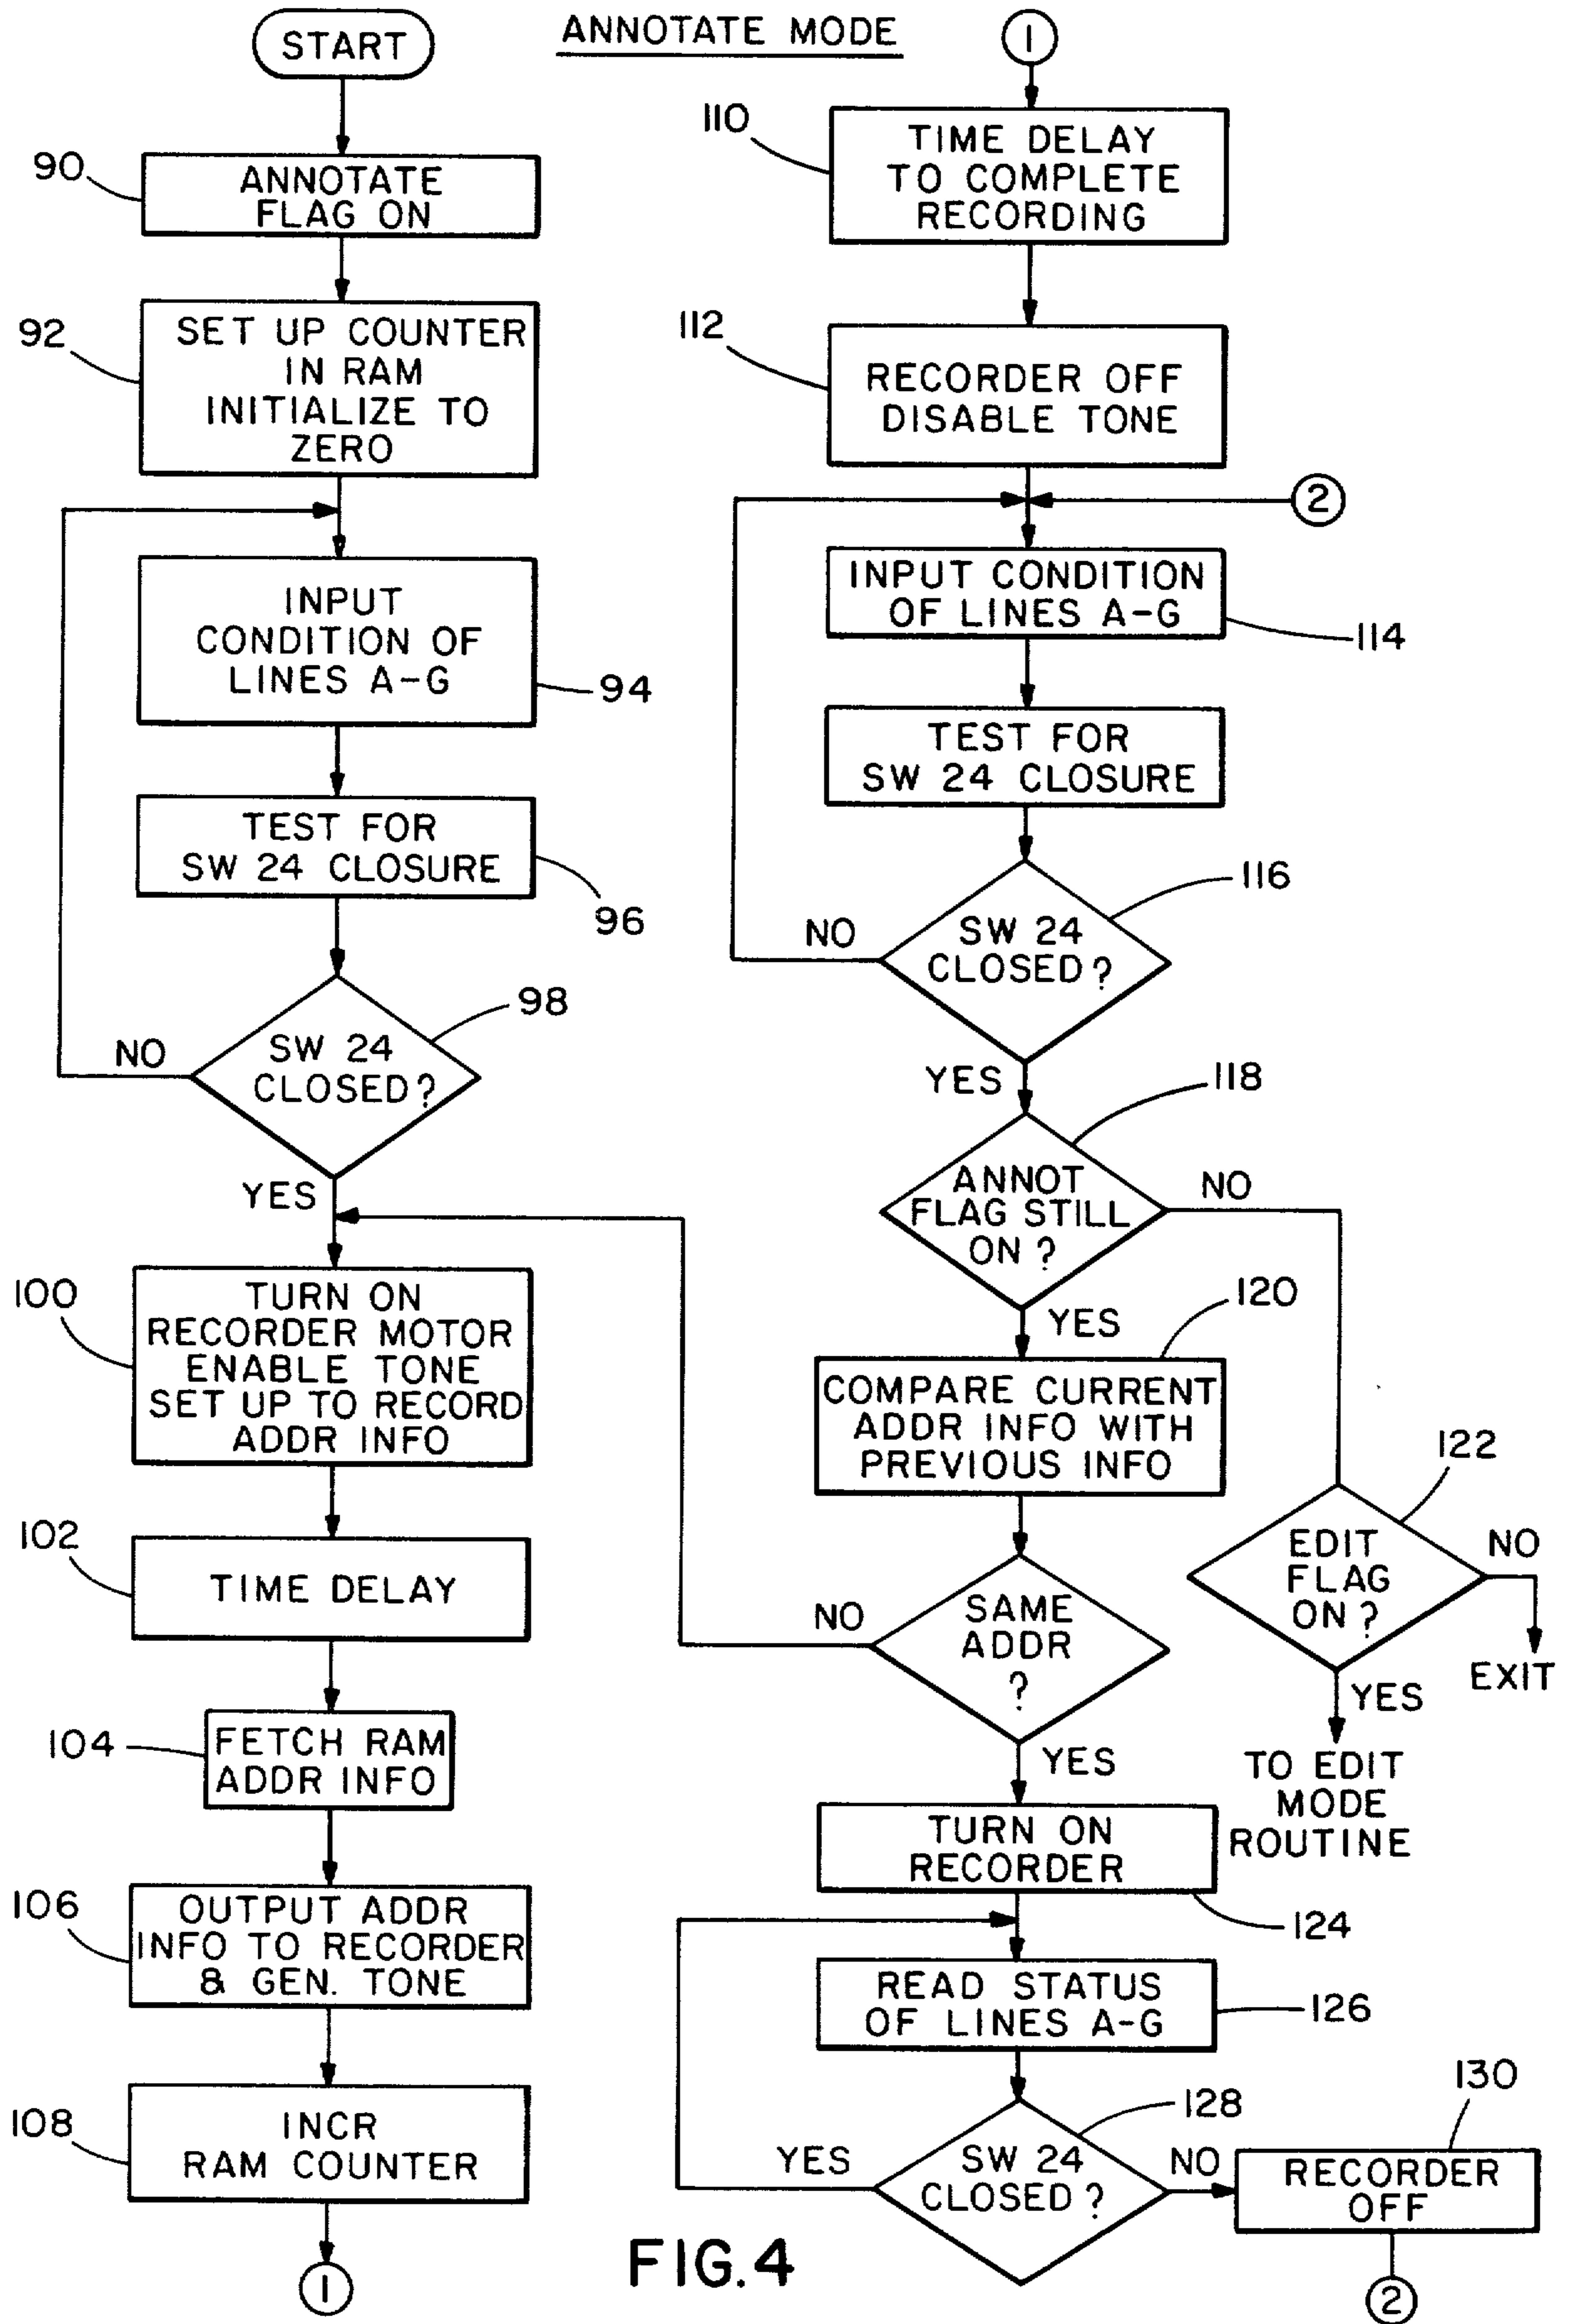 START
ANNOTATE MODE
90
ANNOTATE
FLAG ON
92
SET UP COUNTER
IN RAM
INITIALIZE TO
ZERO
INPUT
CONDITION OF
LINES A-G
94
TEST FOR
SW 24 CLOSURE
96
98
SW 24
CLOSED?
NO
YES
100
TURN ON
RECORDER MOTOR
ENABLE TONE
SET UP TO RECORD
ADDR INFO
102
TIME DELAY
104
FETCH RAM
ADDR INFO
106
OUTPUT ADDR
INFO TO RECORDER
& GEN. TONE
108
INCR
RAM COUNTER
1
1
110
TIME DELAY
TO COMPLETE
RECORDING
112
RECORDER OFF
DISABLE TONE
2
INPUT CONDITION
OF LINES A-G
114
TEST FOR
SW 24 CLOSURE
116
NO
SW 24
CLOSED?
YES
118
ANNOT
FLAG STILL
ON?
NO
YES
120
COMPARE CURRENT
ADDR INFO WITH
PREVIOUS INFO
122
EDIT
FLAG
ON?
NO
EXIT
YES
TO EDIT
MODE
ROUTINE
NO
SAME
ADDR
?
YES
TURN ON
RECORDER
124
READ STATUS
OF LINES A-G
126
128
YES
SW 24
CLOSED?
NO
130
RECORDER
OFF
2
FIG.4